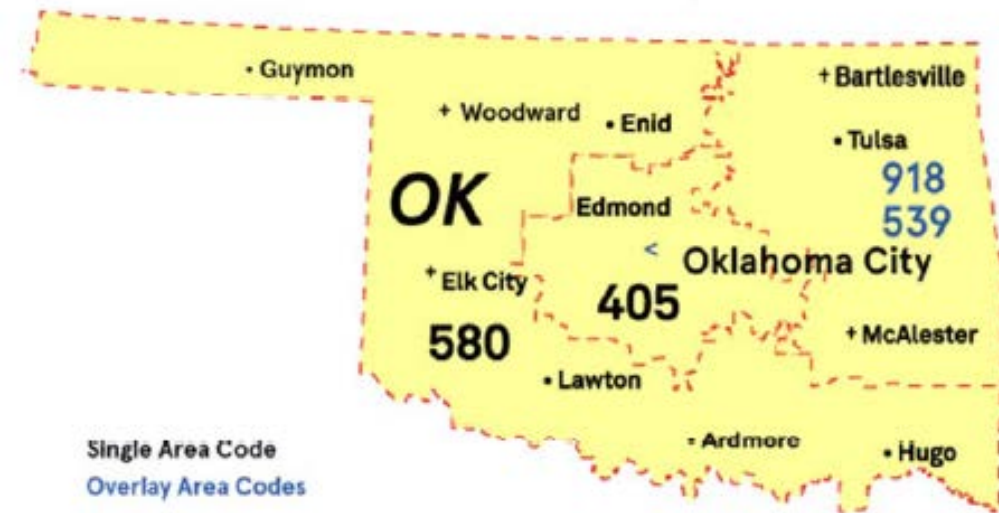 Guymon
Bartlesville
Woodward
Enid
Tulsa
OK
918
539
Edmond
< Oklahoma City
Elk City
405
580
McAlester
Lawton
Ardmore
Hugo
Single Area Code
Overlay Area Codes